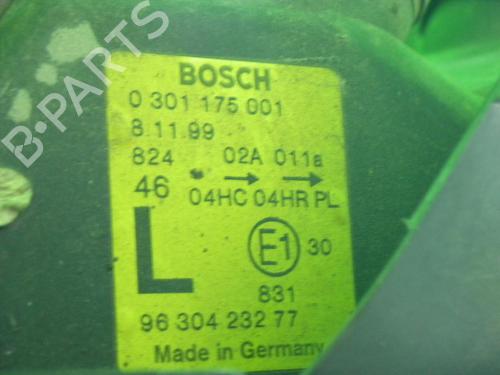 B-PARTS
BOSCH
0 301 175 001
8.11.99
824 02A 011a
46 04HC 04HR PL
L E1 30
831
96 304 232 77
Made in Germany